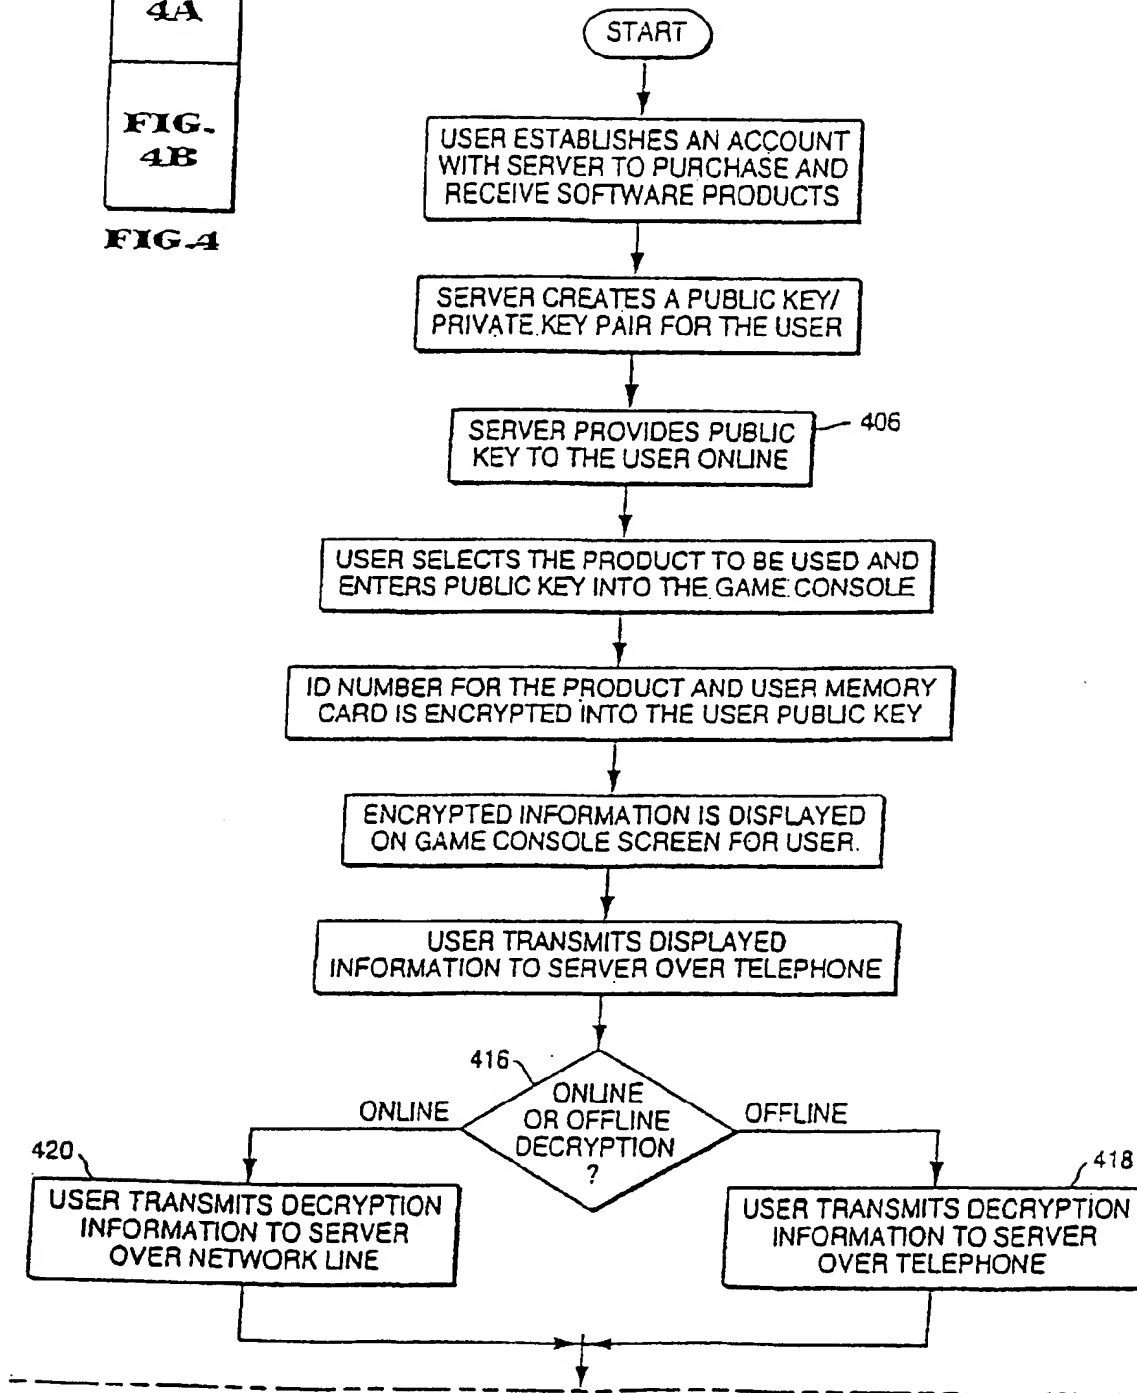 4A
FIG.
4B
FIG.4
START
USER ESTABLISHES AN ACCOUNT
WITH SERVER TO PURCHASE AND
RECEIVE SOFTWARE PRODUCTS
SERVER CREATES A PUBLIC KEY/
PRIVATE KEY PAIR FOR THE USER
SERVER PROVIDES PUBLIC
KEY TO THE USER ONLINE
406
USER SELECTS THE PRODUCT TO BE USED AND
ENTERS PUBLIC KEY INTO THE GAME CONSOLE
ID NUMBER FOR THE PRODUCT AND USER MEMORY
CARD IS ENCRYPTED INTO THE USER PUBLIC KEY
ENCRYPTED INFORMATION IS DISPLAYED
ON GAME CONSOLE SCREEN FOR USER.
USER TRANSMITS DISPLAYED
INFORMATION TO SERVER OVER TELEPHONE
416
ONLINE
OR OFFLINE
DECRYPTION
?
ONLINE
OFFLINE
420
USER TRANSMITS DECRYPTION
INFORMATION TO SERVER
OVER NETWORK LINE
418
USER TRANSMITS DECRYPTION
INFORMATION TO SERVER
OVER TELEPHONE